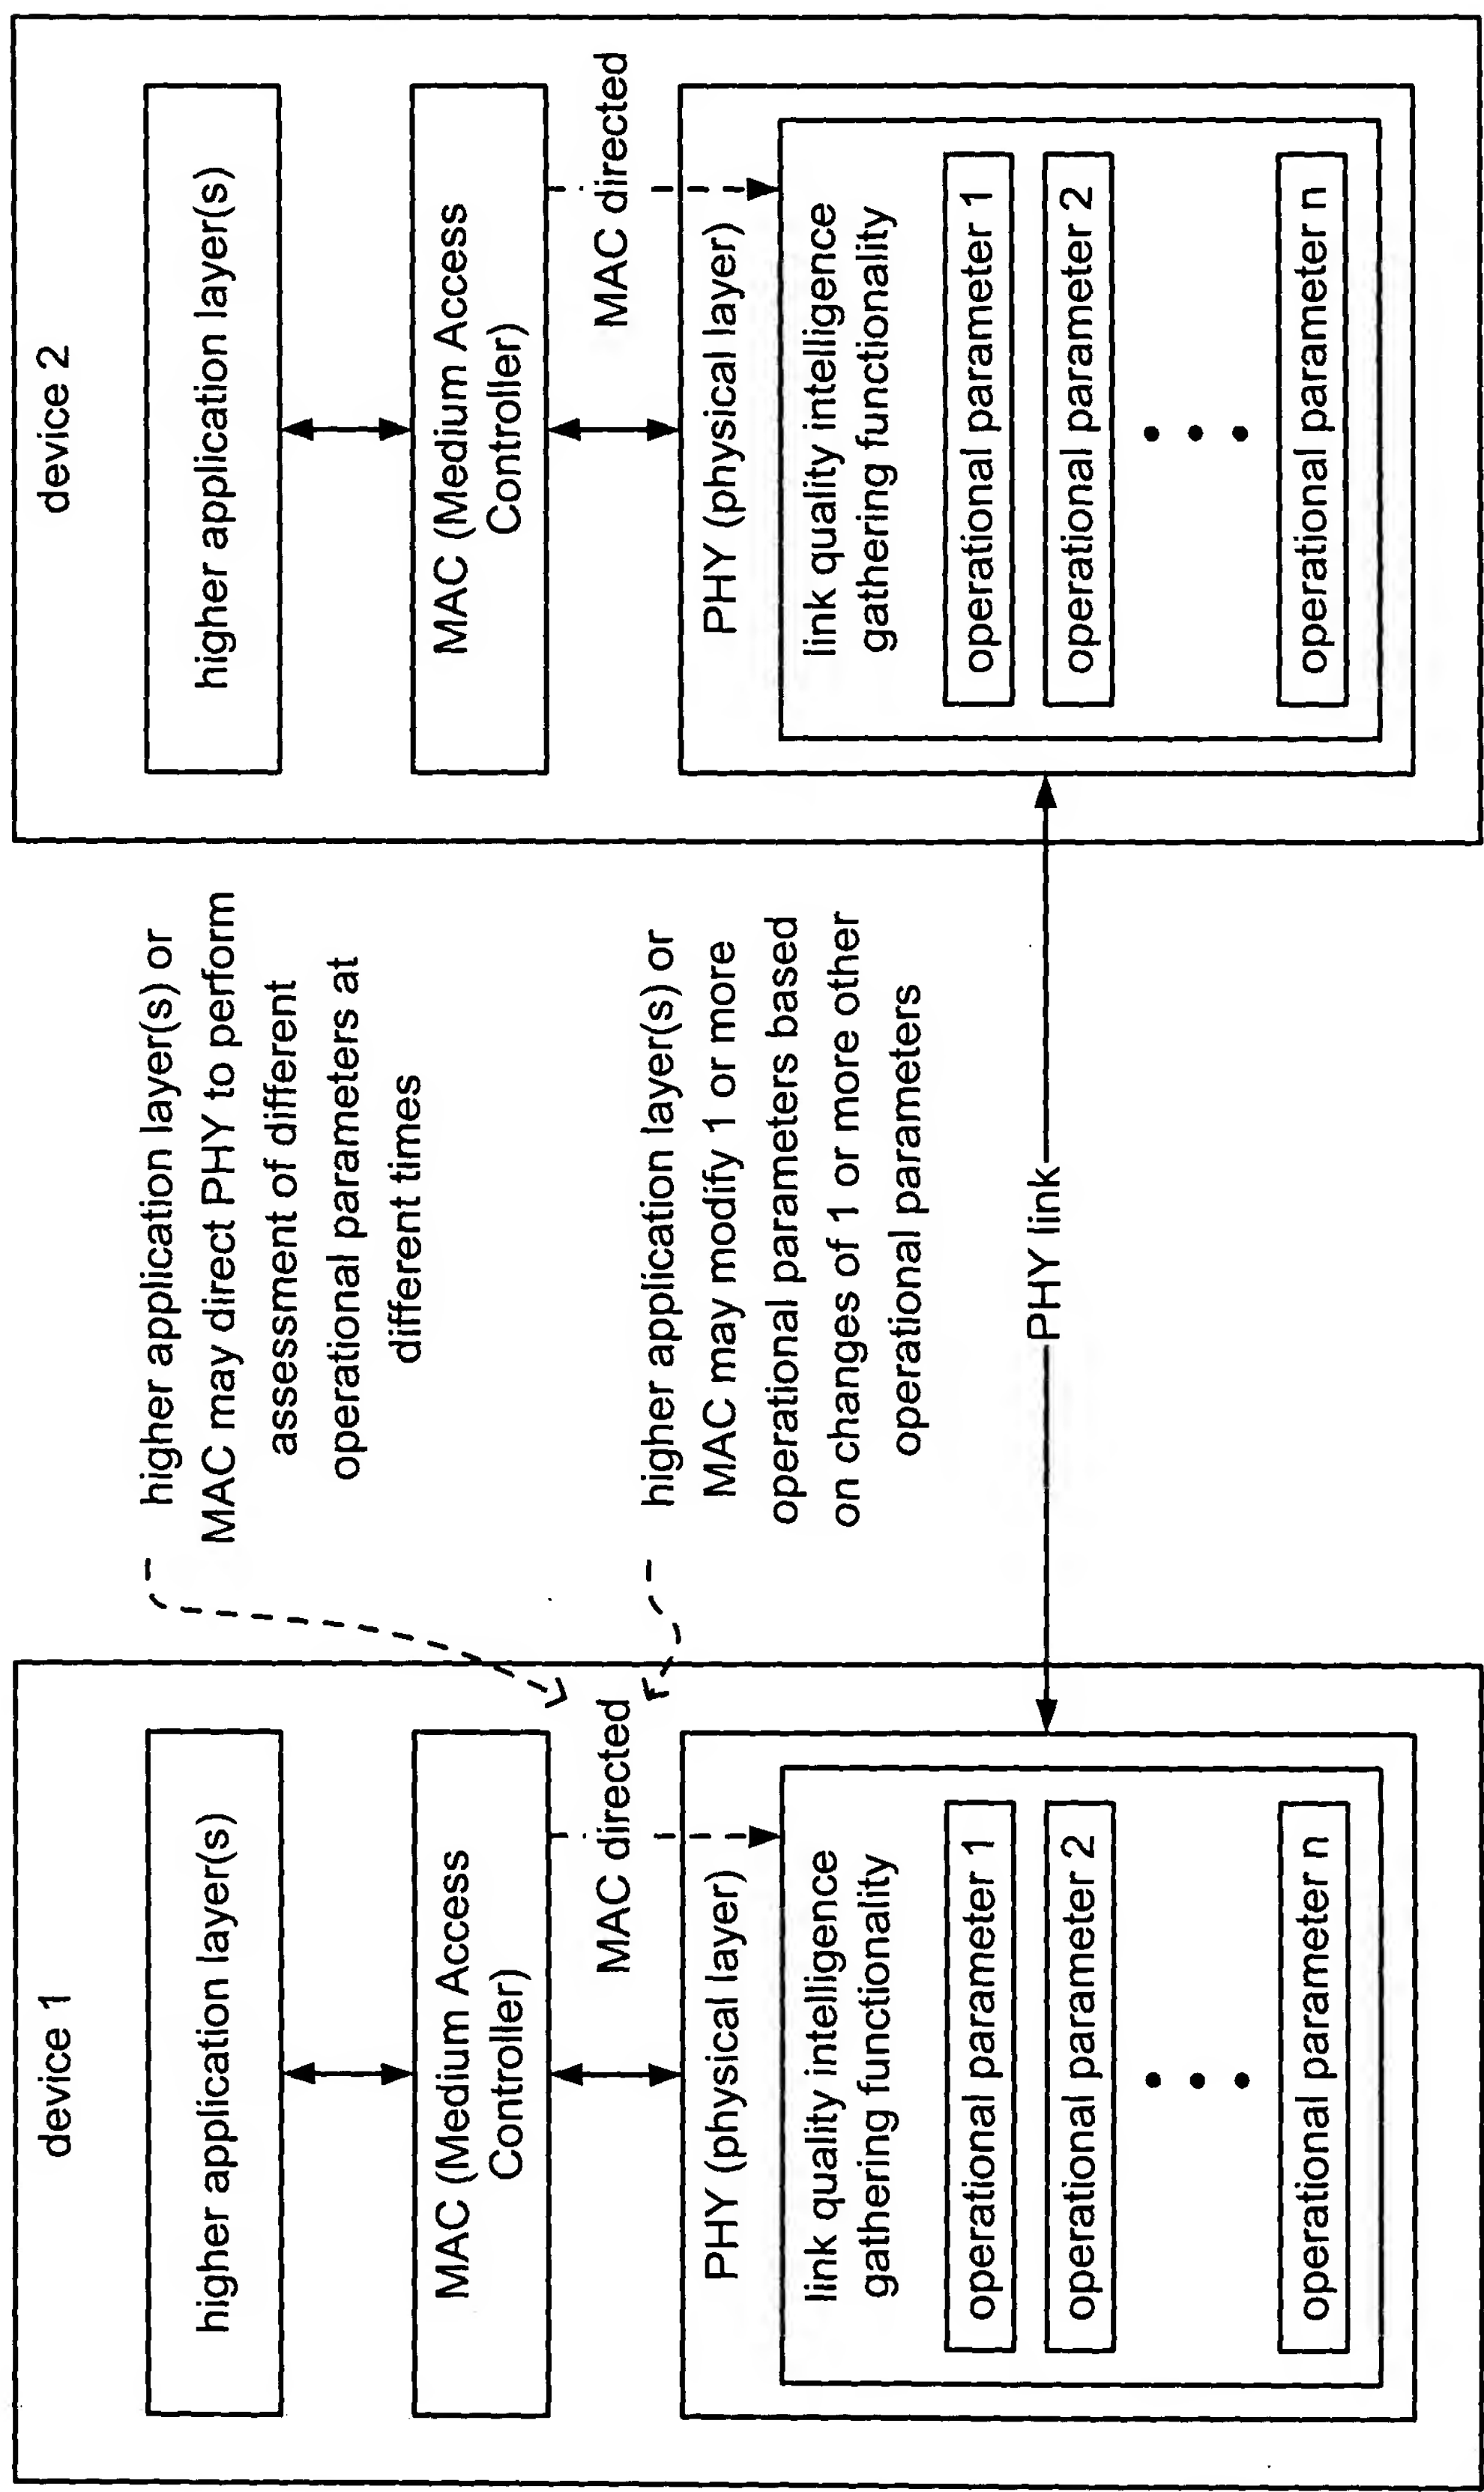 device 1
higher application layer(s)
MAC (Medium Access
Controller)
MAC directed
PHY (physical layer)
link quality intelligence
gathering functionality
operational parameter 1
operational parameter 2
operational parameter n
higher application layer(s) or
MAC may direct PHY to perform
assessment of different
operational parameters at
different times
higher application layer(s) or
MAC may modify 1 or more
operational parameters based
on changes of 1 or more other
operational parameters
PHY link
device 2
higher application layer(s)
MAC (Medium Access
Controller)
MAC directed
PHY (physical layer)
link quality intelligence
gathering functionality
operational parameter 1
operational parameter 2
operational parameter n